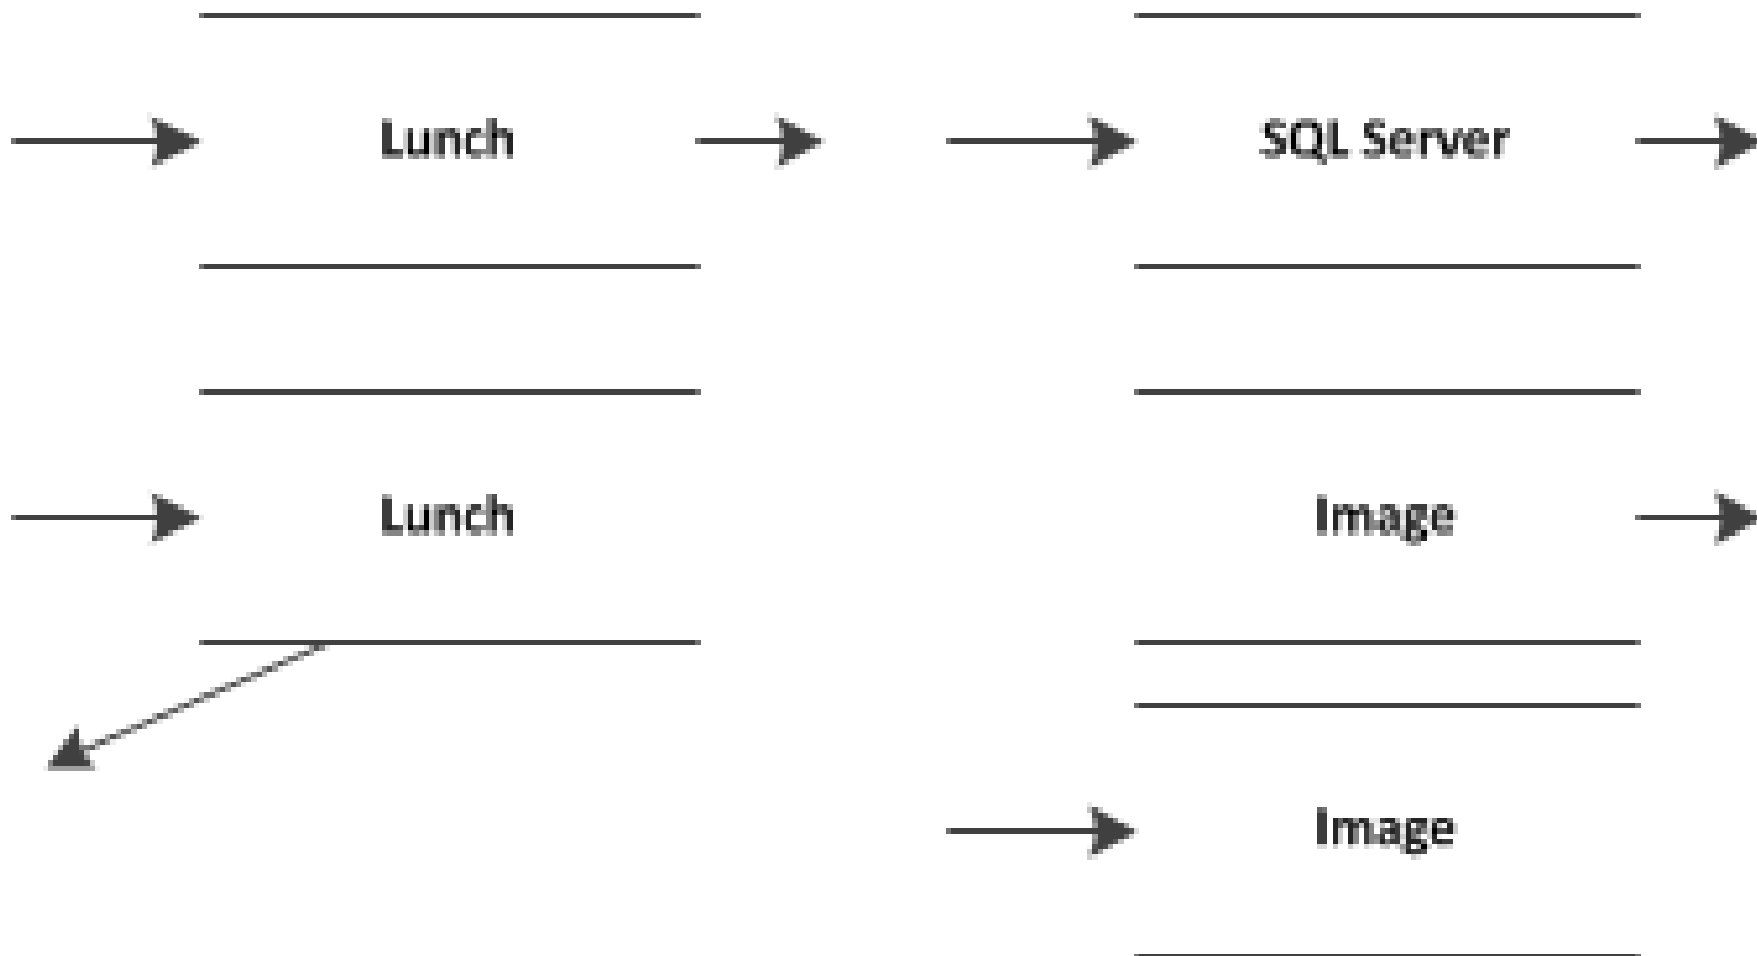 Lunch
SQL Server
Lunch
Image
Image